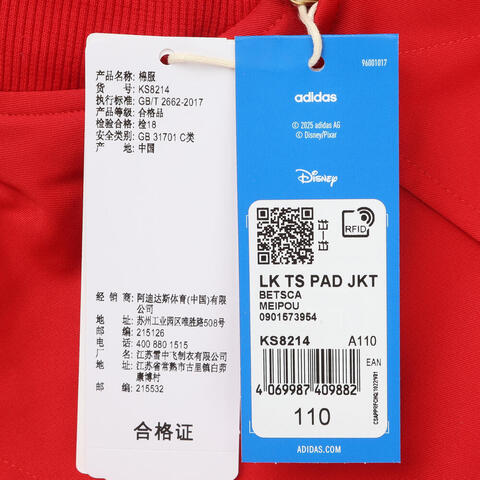 产品名称: 棉服
货 号: KS8214
执行标准: GB/T 2662-2017
产品等级: 合格品
检验合格: 检18
安全类别: GB 31701 C类
产 地: 中国
商: 阿迪达斯体育(中国)有限
公司
地 址: 苏州工业园区唯胜路508号
邮 编: 215126
电 话: 400 880 1515
江苏雪中飞制衣有限公司
地 址: 江苏省常熟市古里镇白茆
康博村
邮 编: 215532
合格证
96001017
adidas
© 2025 adidas AG
© Disney/Pixar
Disney
RFID
LK TS PAD JKT
BETSCA
MEIPOU
0901573954
KS8214 A110
EAN
4 069987 409882
110
ADIDAS.COM